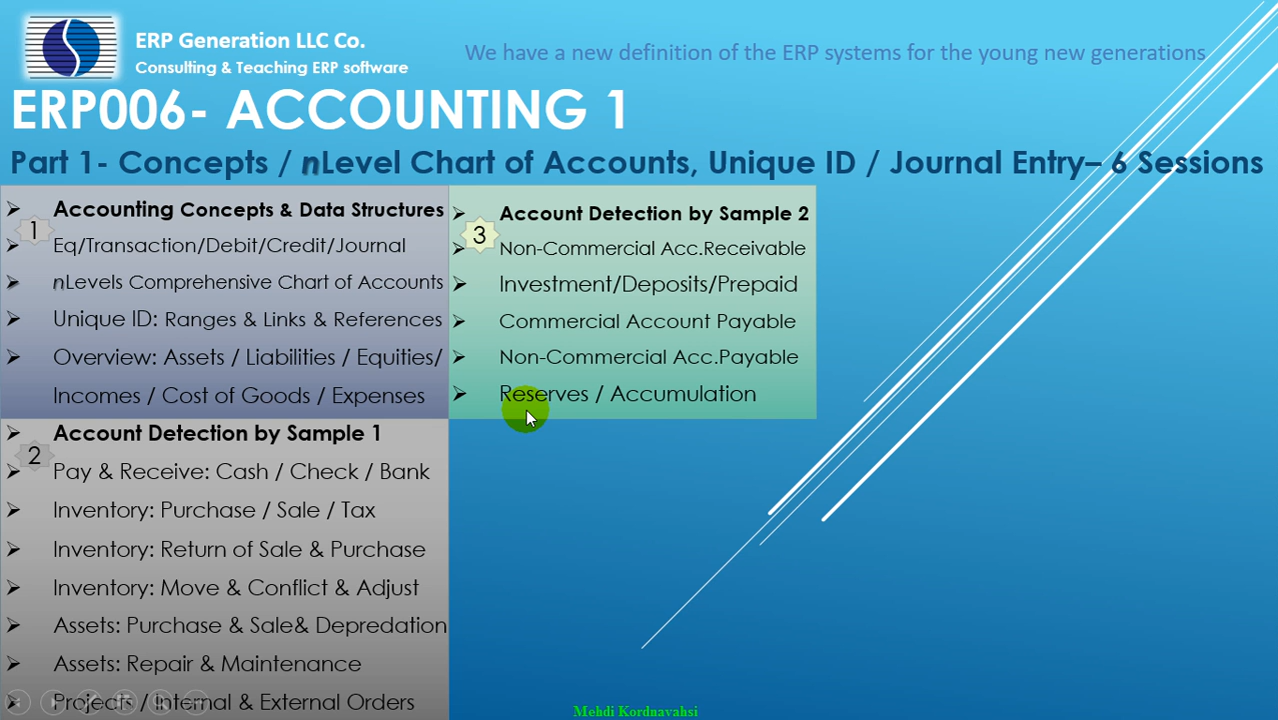 ERP Generation LLC Co.
Consulting & Teaching ERP software
We have a new definition of the ERP systems for the young new generations
ERP006- ACCOUNTING 1
Part 1- Concepts / nLevel Chart of Accounts, Unique ID / Journal Entry– 6 Sessions
1
Accounting Concepts & Data Structures
Eq/Transaction/Debit/Credit/Journal
nLevels Comprehensive Chart of Accounts
Unique ID: Ranges & Links & References
Overview: Assets / Liabilities / Equities/
Incomes / Cost of Goods / Expenses
2
Account Detection by Sample 1
Pay & Receive: Cash / Check / Bank
Inventory: Purchase / Sale / Tax
Inventory: Return of Sale & Purchase
Inventory: Move & Conflict & Adjust
Assets: Purchase & Sale& Depredation
Assets: Repair & Maintenance
Projects / Internal & External Orders
3
Account Detection by Sample 2
Non-Commercial Acc.Receivable
Investment/Deposits/Prepaid
Commercial Account Payable
Non-Commercial Acc.Payable
Reserves / Accumulation
Mehdi Kordnavahsi